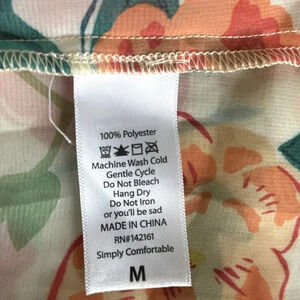 100% Polyester
Machine Wash Cold
Gentle Cycle
Do Not Bleach
Hang Dry
Do Not Iron
or you'll be sad
MADE IN CHINA
RN#142161
Simply Comfortable
M